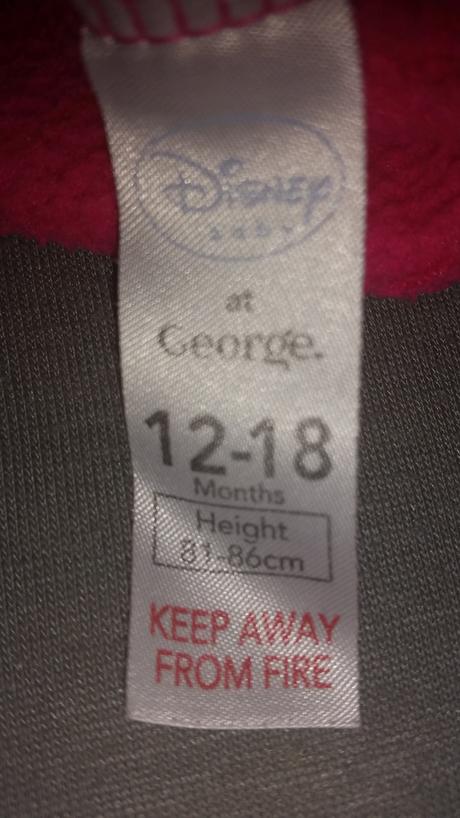 Disney
baby
at
George.
12-18
Months
Height
81-86cm
KEEP AWAY
FROM FIRE